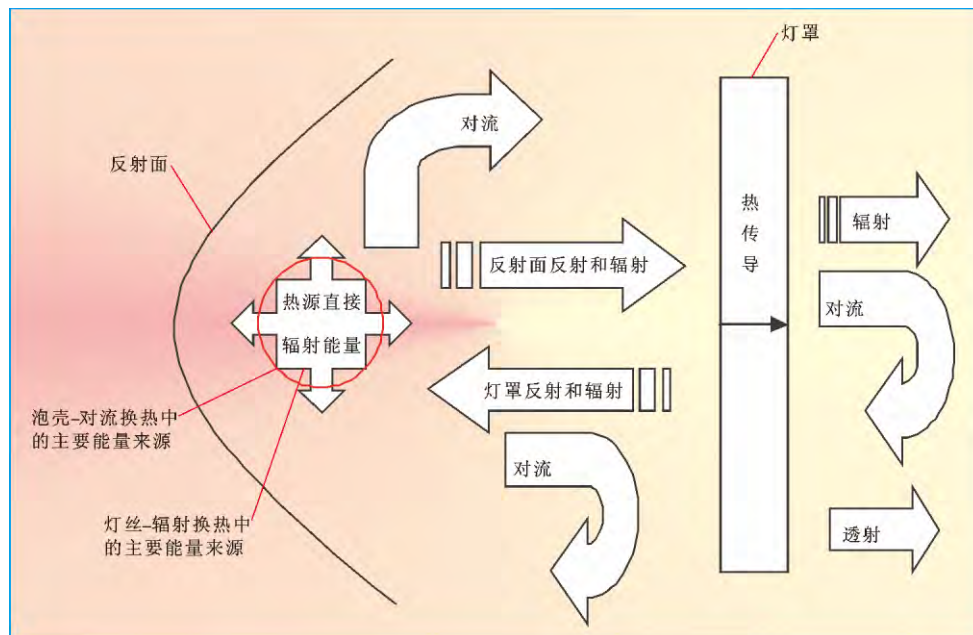 灯罩
对流
反射面
热传导
辐射
反射面反射和辐射
热源直接
辐射能量
对流
灯罩反射和辐射
泡壳–对流换热中
的主要能量来源
对流
灯丝–辐射换热中
的主要能量来源
透射